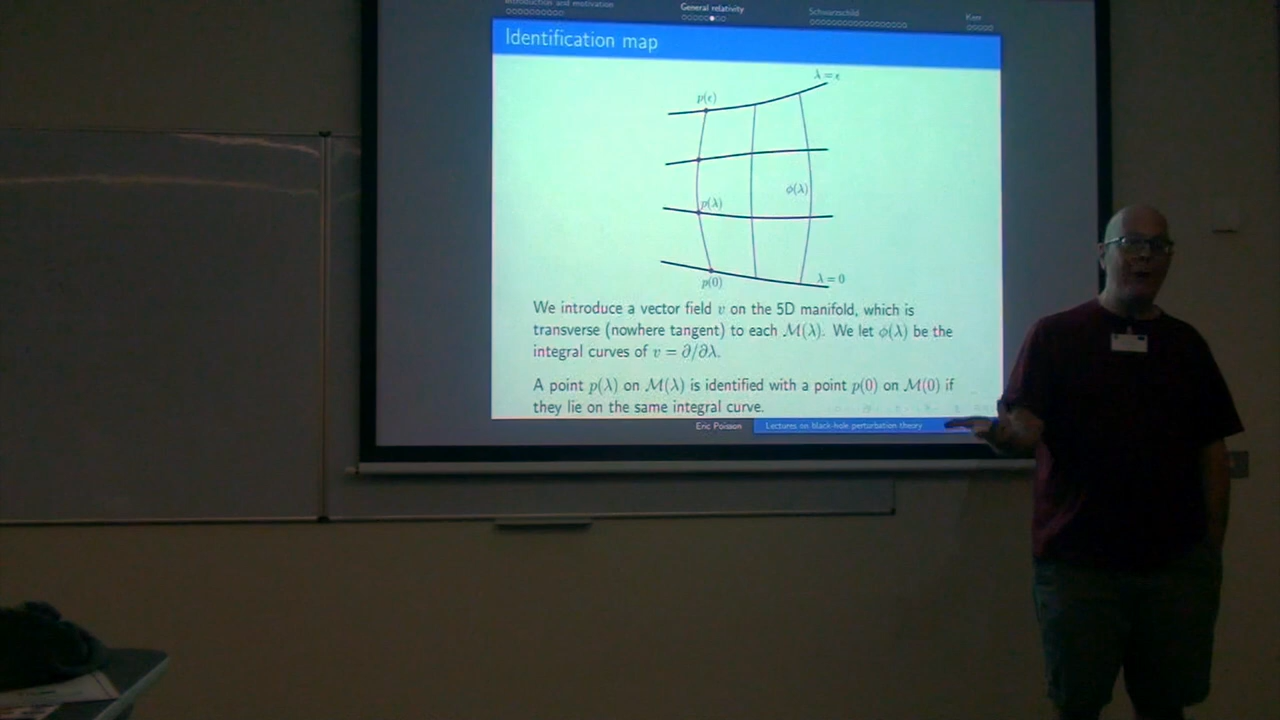 Introduction and motivation
General relativity
Schwarzschild
Kerr
Identification map
λ = ϵ
p(ϵ)
ϕ(λ)
p(λ)
λ = 0
p(0)
We introduce a vector field v on the 5D manifold, which is
transverse (nowhere tangent) to each ℳ(λ). We let ϕ(λ) be the
integral curves of v = ∂/∂λ.
A point p(λ) on ℳ(λ) is identified with a point p(0) on ℳ(0) if
they lie on the same integral curve.
Eric Poisson
Lectures on black-hole perturbation theory